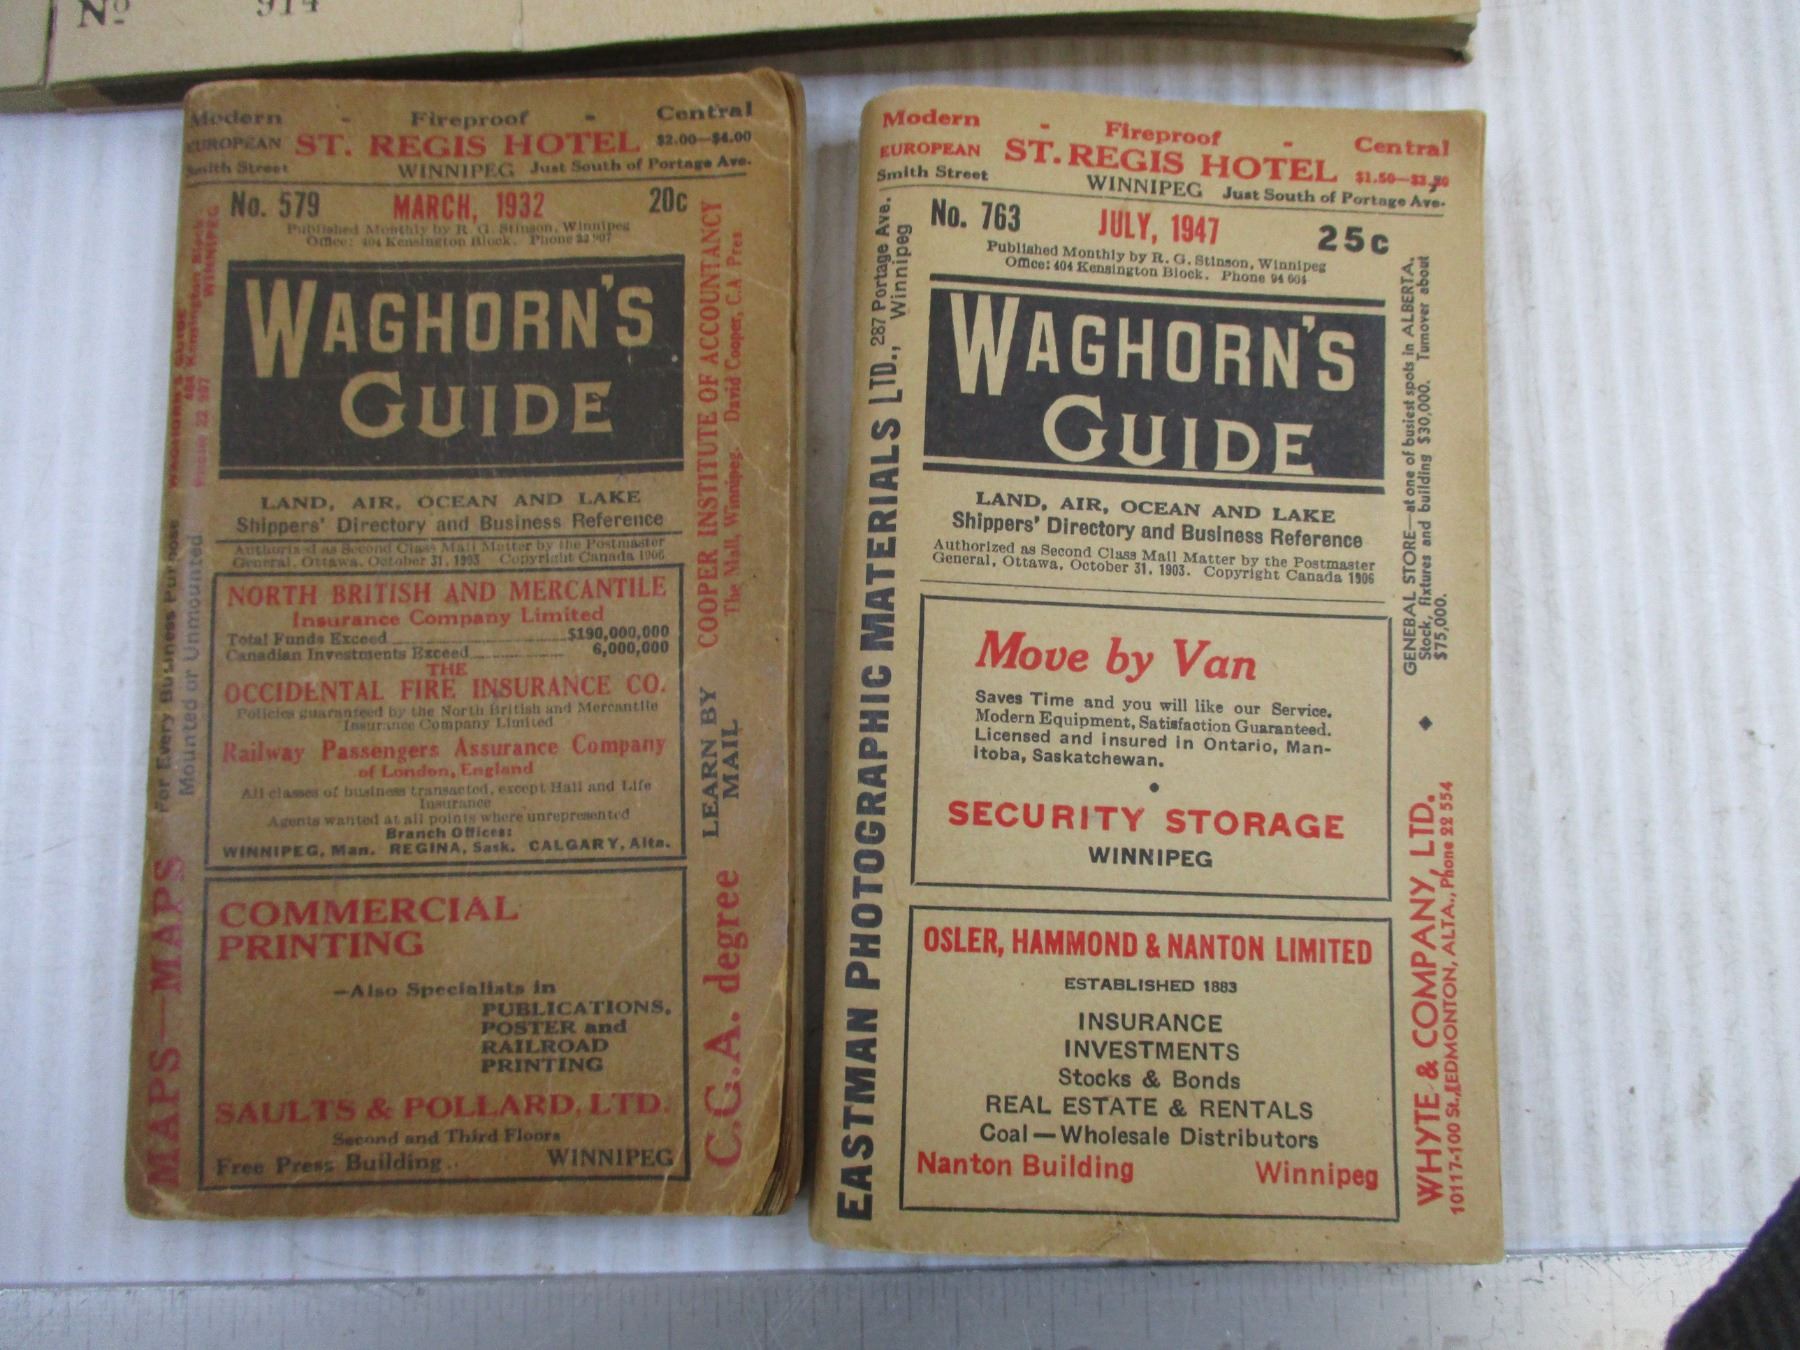 No 914
Modern - Fireproof - Central
EUROPEAN ST. REGIS HOTEL $2.00—$4.00
Smith Street WINNIPEG Just South of Portage Ave.
No. 579 MARCH, 1932 20c
Published Monthly by R. G. Stinson, Winnipeg
Office: 404 Kensington Block. Phone 22 907
WAGHORN'S
GUIDE
LAND, AIR, OCEAN AND LAKE
Shippers' Directory and Business Reference
Authorized as Second Class Mail Matter by the Postmaster
General, Ottawa, October 31, 1903 Copyright Canada 1906
NORTH BRITISH AND MERCANTILE
Insurance Company Limited
Total Funds Exceed $190,000,000
Canadian Investments Exceed 6,000,000
THE
OCCIDENTAL FIRE INSURANCE CO.
Policies guaranteed by the North British and Mercantile
Insurance Company Limited
Railway Passengers Assurance Company
of London, England
All classes of business transacted, except Hail and Life
Insurance
Agents wanted at all points where unrepresented
Branch Offices:
WINNIPEG, Man. REGINA, Sask. CALGARY, Alta.
COMMERCIAL
PRINTING
—Also Specialists in
PUBLICATIONS,
POSTER and
RAILROAD
PRINTING
SAULTS & POLLARD, LTD.
Second and Third Floors
Free Press Building.. WINNIPEG
MAPS—MAPS
For Every Business Purpose
Mounted or Unmounted
WAGHORN'S GUIDE
404 Kensington Block
Phone 22 907 WINNIPEG
C.C.A. degree
LEARN BY
MAIL
COOPER INSTITUTE OF ACCOUNTANCY
The Mall, Winnipeg. David Cooper, C.A Pres.
Modern - Fireproof - Central
EUROPEAN ST. REGIS HOTEL
Smith Street WINNIPEG Just South of Portage Ave.
No. 763 JULY, 1947 25c
Published Monthly by R. G. Stinson, Winnipeg
Office: 404 Kensington Block. Phone 94 604
WAGHORN'S
GUIDE
LAND, AIR, OCEAN AND LAKE
Shippers' Directory and Business Reference
Authorized as Second Class Mail Matter by the Postmaster
General, Ottawa, October 31, 1903. Copyright Canada 1906
Move by Van
Saves Time and you will like our Service.
Modern Equipment, Satisfaction Guaranteed.
Licensed and insured in Ontario, Man-
itoba, Saskatchewan.
SECURITY STORAGE
WINNIPEG
OSLER, HAMMOND & NANTON LIMITED
ESTABLISHED 1883
INSURANCE
INVESTMENTS
Stocks & Bonds
REAL ESTATE & RENTALS
Coal — Wholesale Distributors
Nanton Building Winnipeg
EASTMAN PHOTOGRAPHIC MATERIALS LTD., 287 Portage Ave.
Winnipeg
WHYTE & COMPANY, LTD.
10117-100 St., EDMONTON, ALTA., Phone 22 554
GENERAL STORE—at one of busiest spots in ALBERTA.
Stock, fixtures and building $30,000. Turnover about
$75,000.